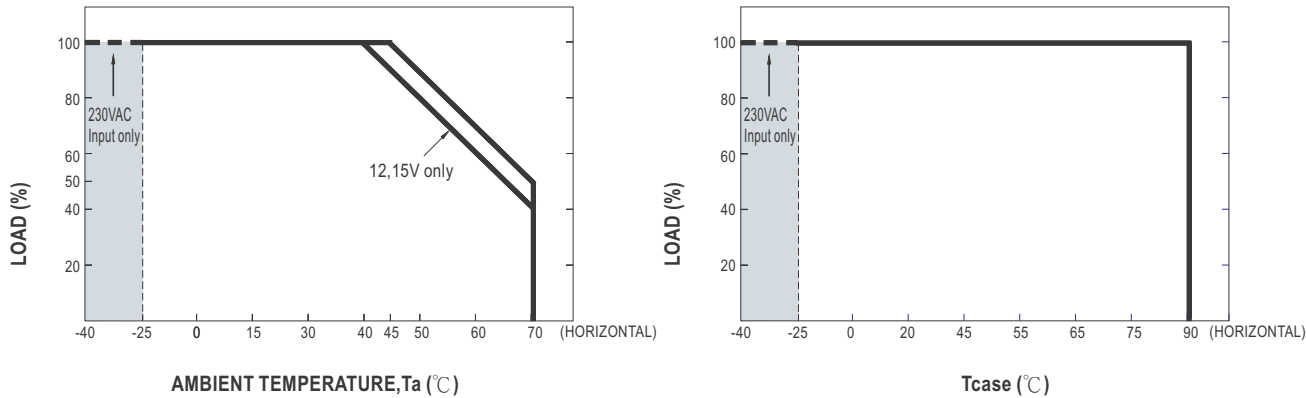 100
80
60
50
40
20
LOAD (%)
230VAC
Input only
12,15V only
-40 -25 0 15 30 40 45 50 60 70 (HORIZONTAL)
AMBIENT TEMPERATURE,Ta (℃)
100
80
60
40
20
LOAD (%)
230VAC
Input only
-40 -25 0 20 45 55 65 75 90 (HORIZONTAL)
Tcase (℃)